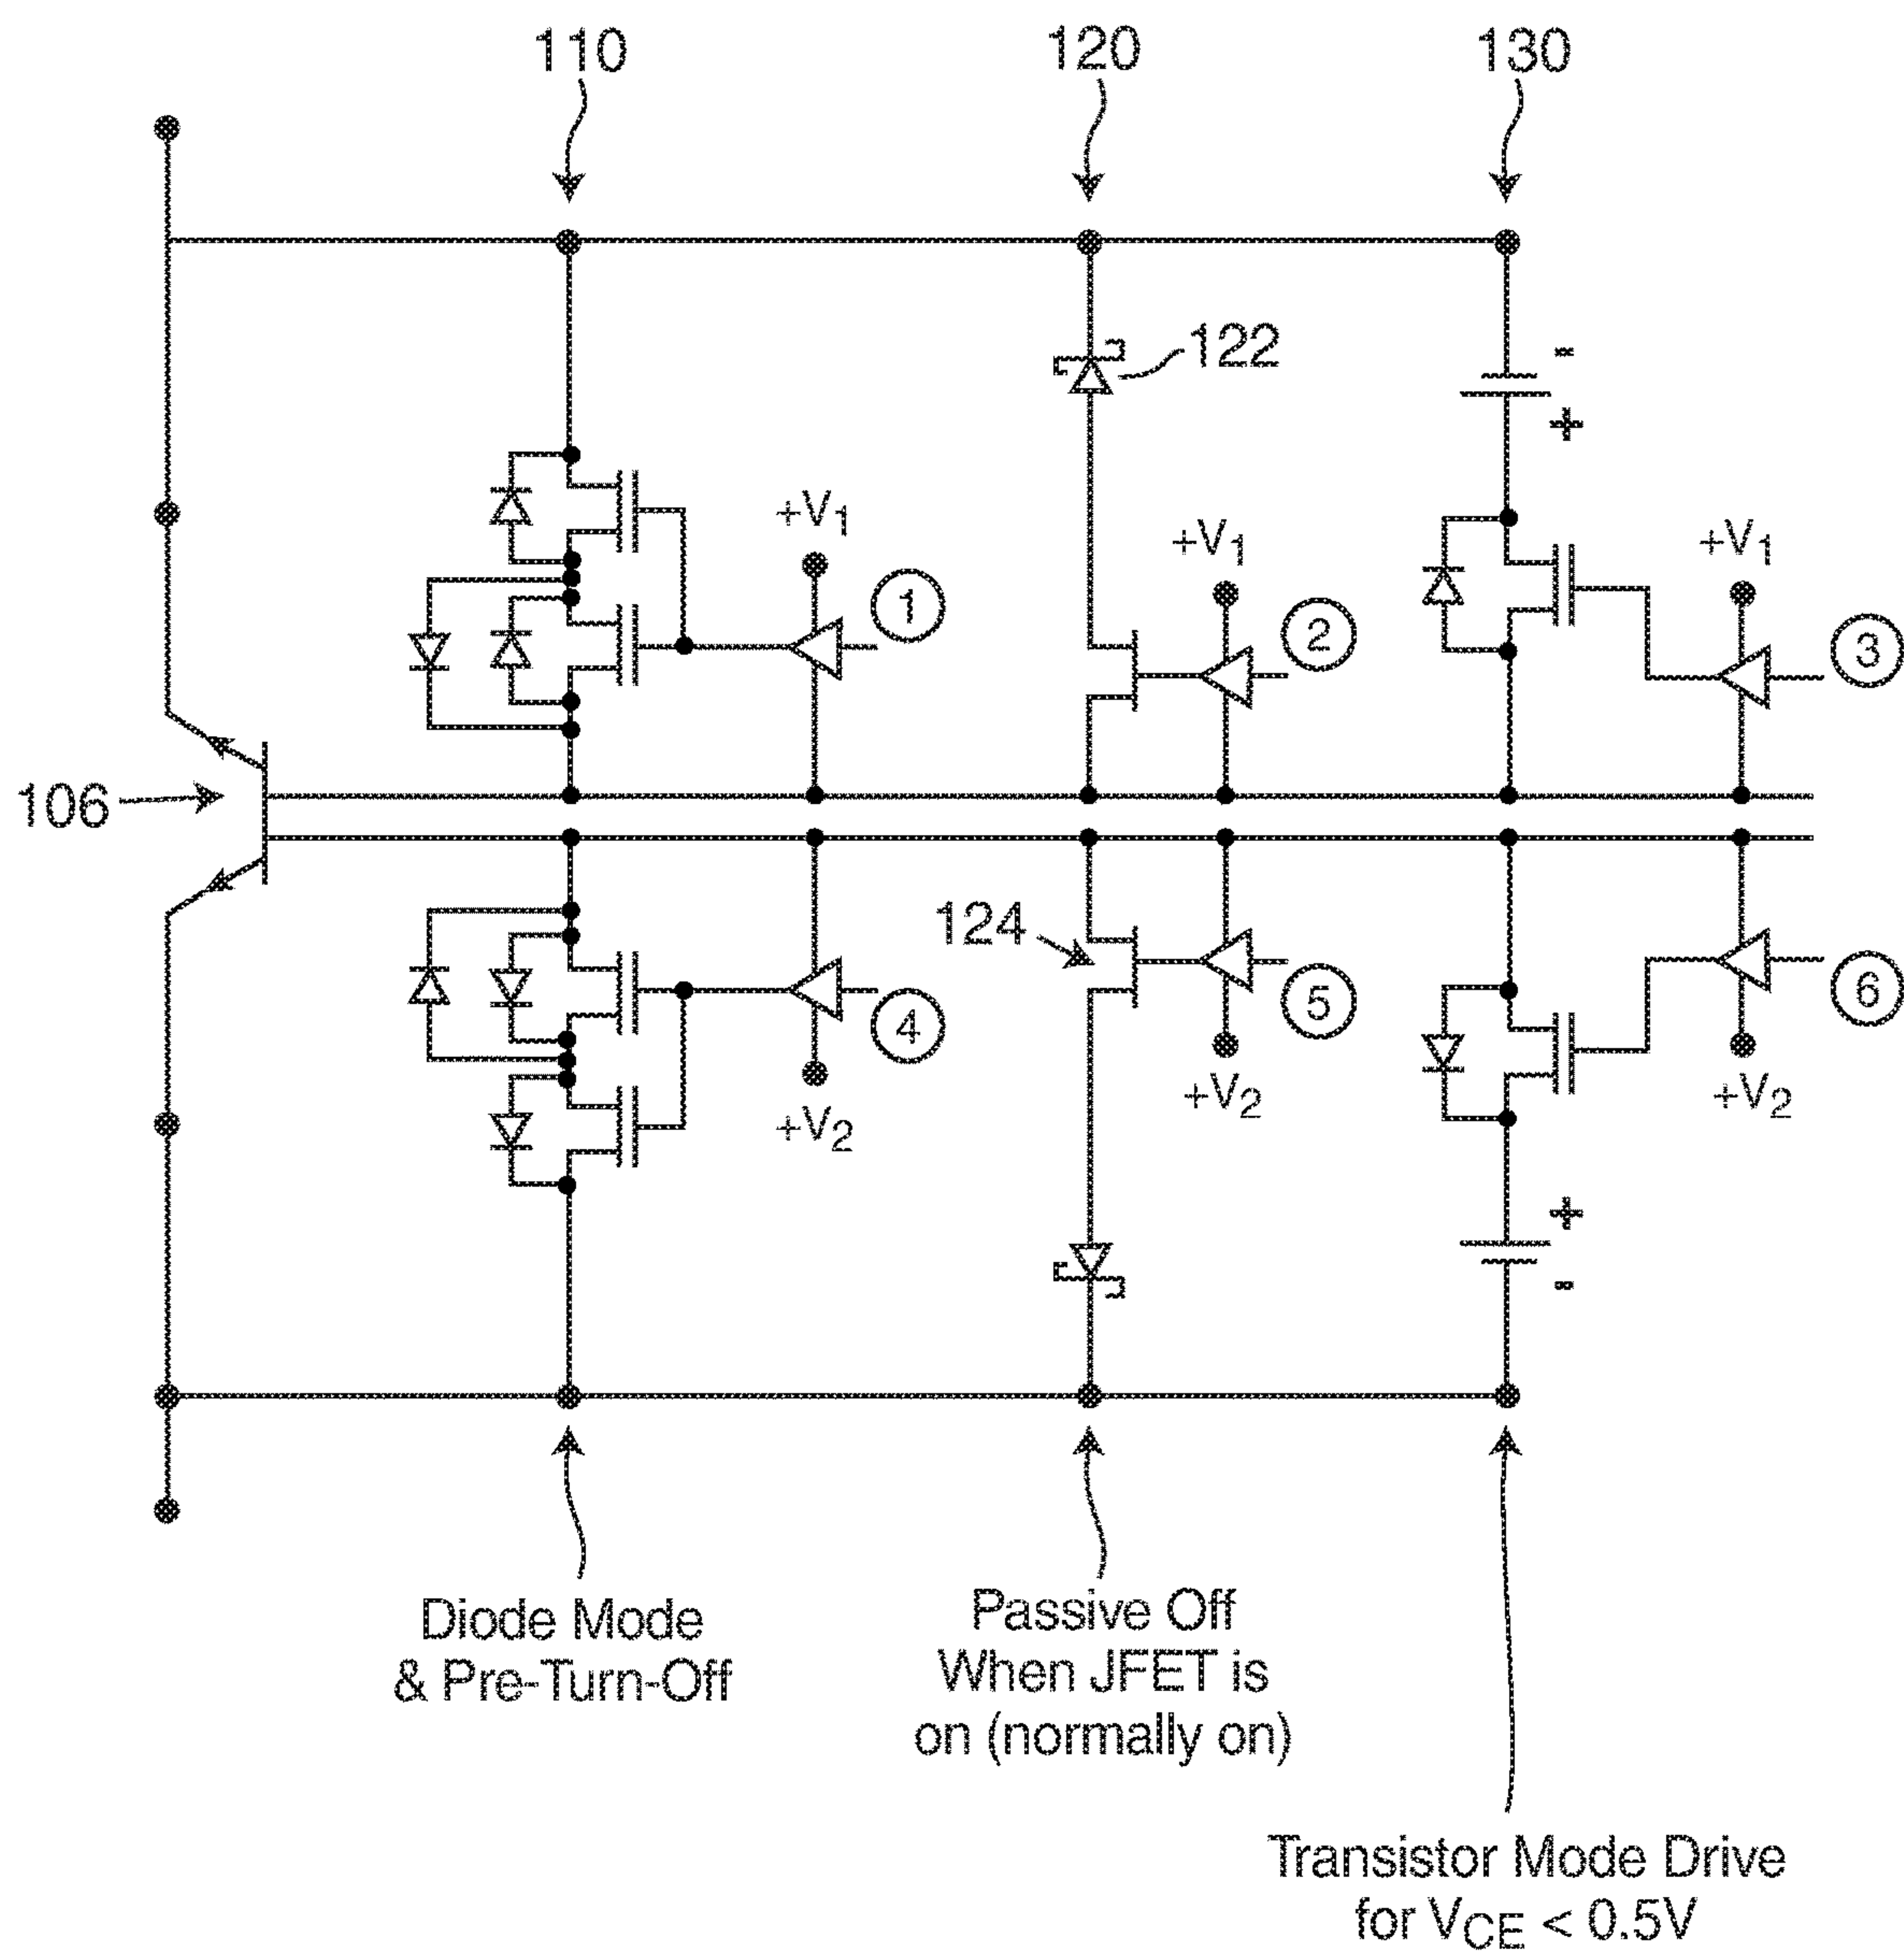 110
120
130
122
-
+
+V1
+V1
+V1
1
2
3
106
124
4
5
6
+V2
+V2
+V2
+
-
Diode Mode
& Pre-Turn-Off
Passive Off
When JFET is
on (normally on)
Transistor Mode Drive
for VCE < 0.5V